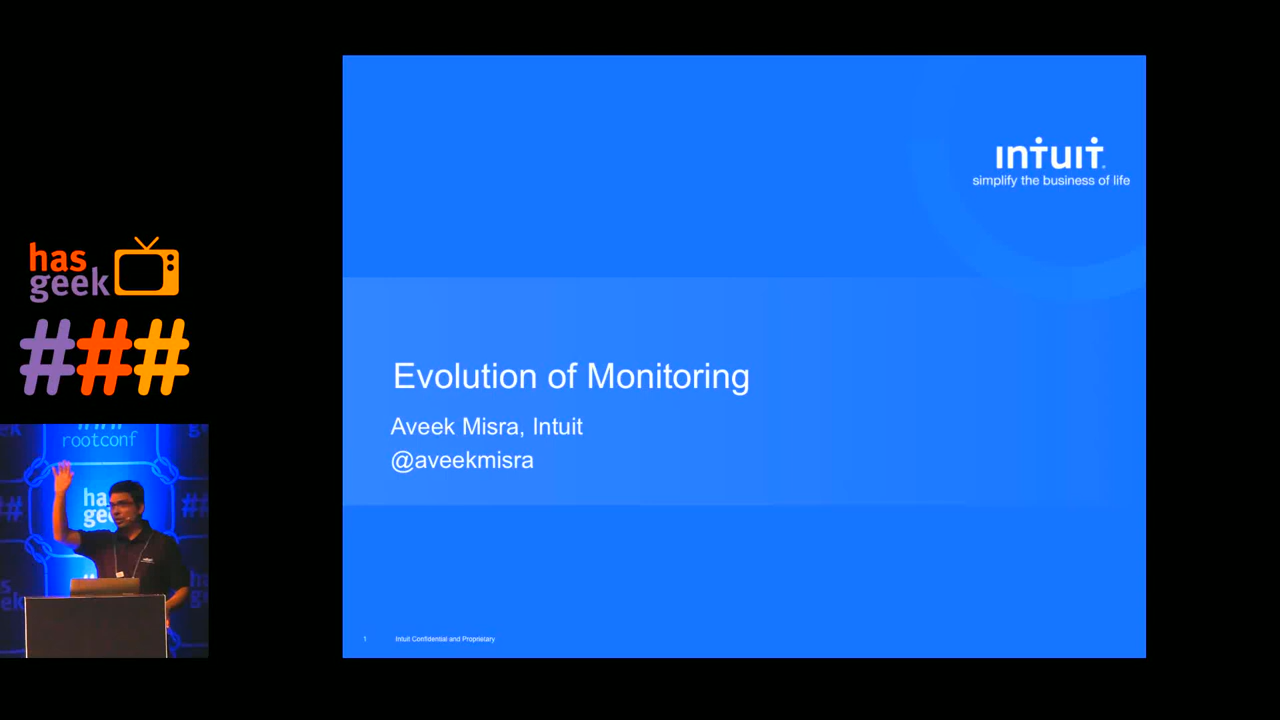 intuit
simplify the business of life
has
geek
###
Evolution of Monitoring
Aveek Misra, Intuit
@aveekmisra
##
rootconf
has
geek
##
1 Intuit Confidential and Proprietary